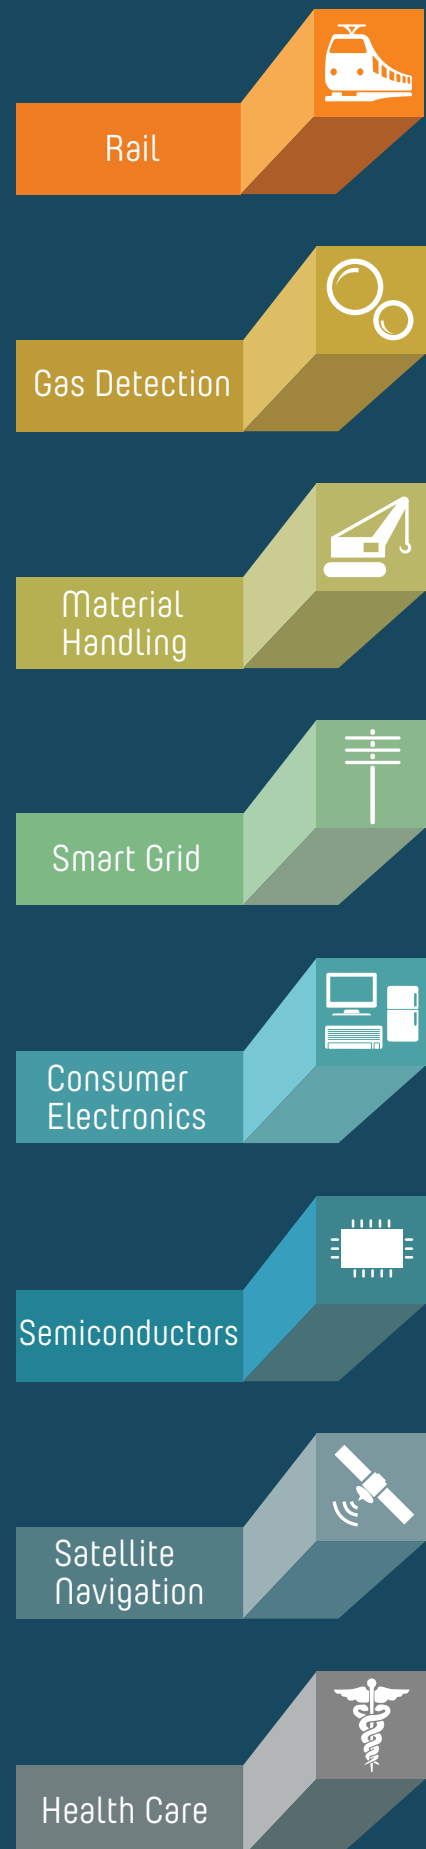 Rail
Gas Detection
Material
Handling
Smart Grid
Consumer
Electronics
Semiconductors
Satellite
Navigation
Health Care